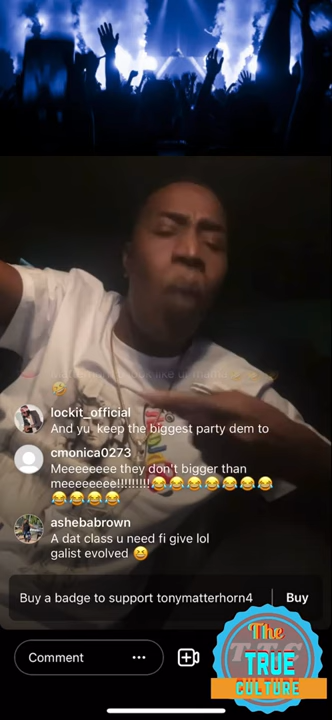 lockit_official
And yu keep the biggest party dem to
cmonica0273
Meeeeeeee they don't bigger than
meeeeeee!!!!!!!!!😂😂😂😂😂😂😂
😂😂😂😂
ashebabrown
A dat class u need fi give lol
galist evolved 😆
Buy a badge to support tonymatterhorn4
Buy
Comment
The
TRUE
CULTURE